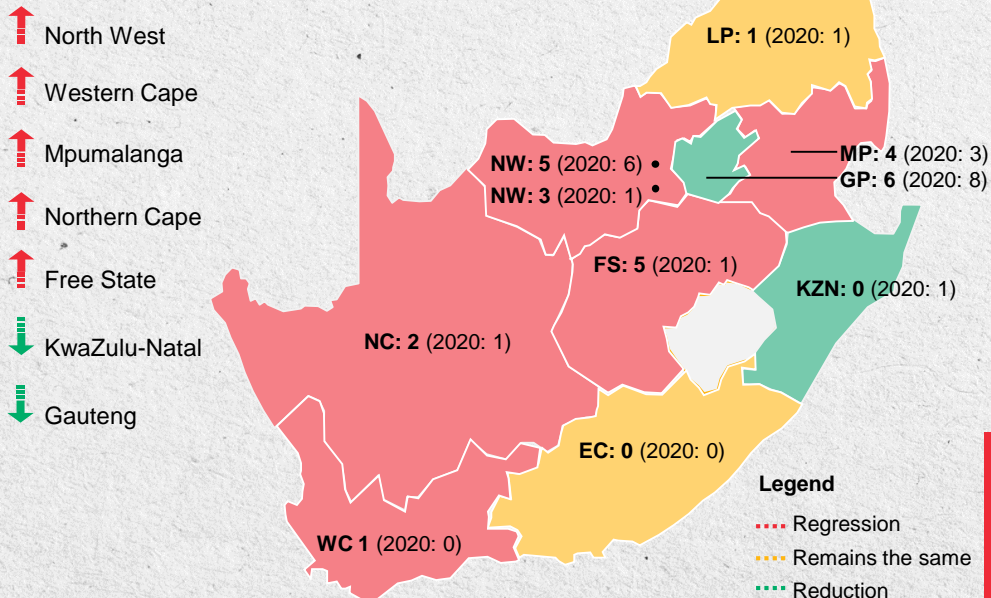 North West
Western Cape
Mpumalanga
Northern Cape
Free State
KwaZulu-Natal
Gauteng
LP: 1 (2020: 1)
NW: 5 (2020: 6)
NW: 3 (2020: 1)
MP: 4 (2020: 3)
GP: 6 (2020: 8)
FS: 5 (2020: 1)
KZN: 0 (2020: 1)
NC: 2 (2020: 1)
EC: 0 (2020: 0)
WC 1 (2020: 0)
Legend
Regression
Remains the same
Reduction